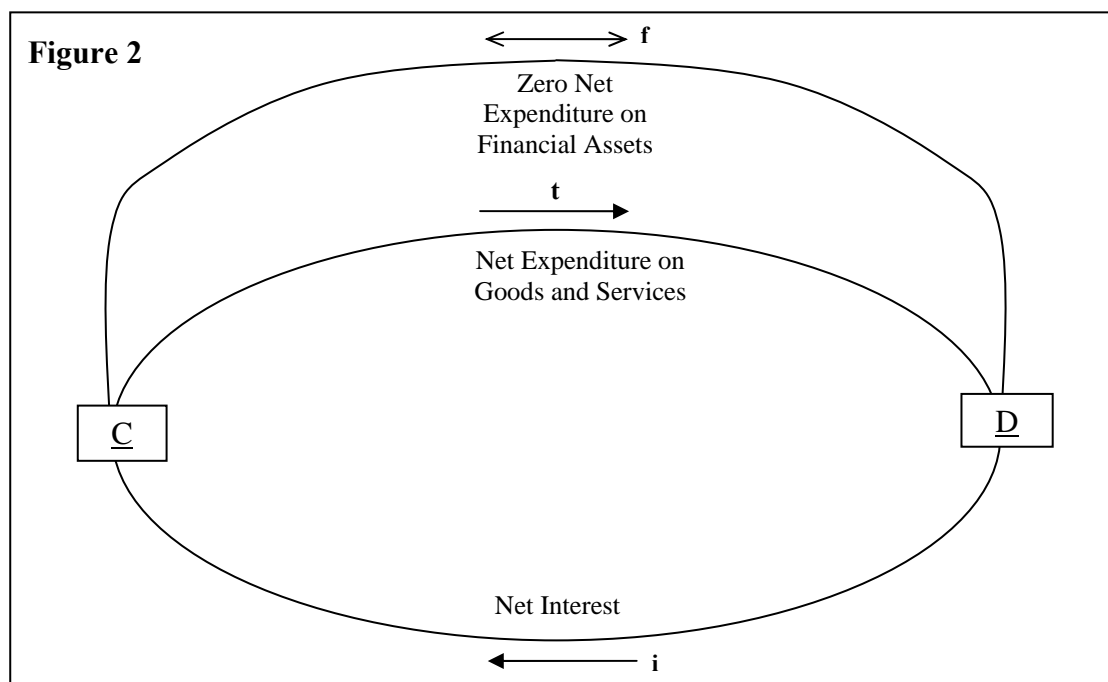 Figure 2
f
Zero Net
Expenditure on
Financial Assets
t
Net Expenditure on
Goods and Services
C
D
Net Interest
i